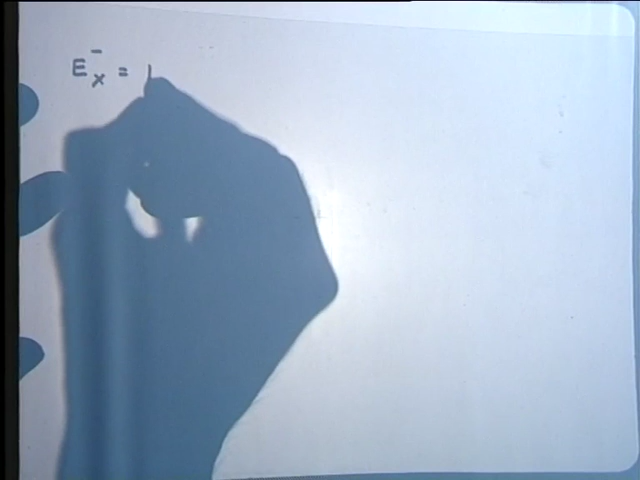 E⁻ₓ =